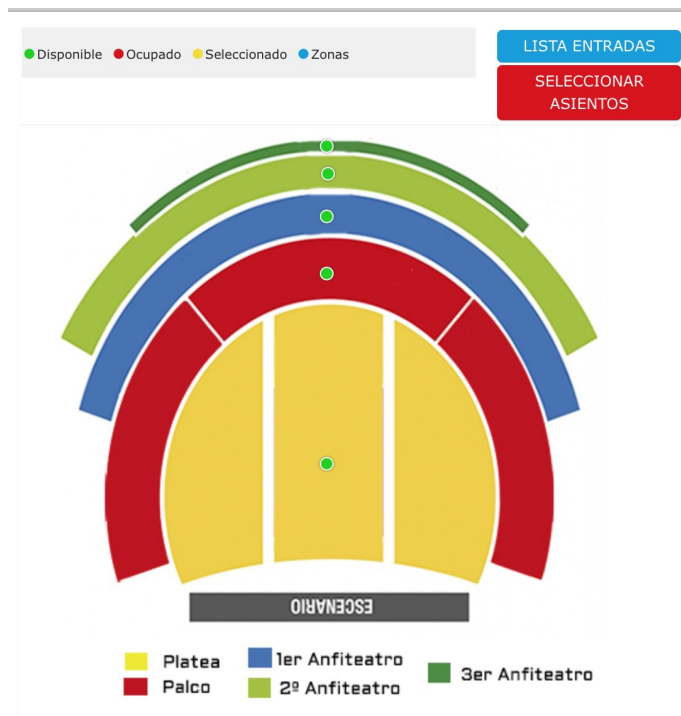 Disponible Ocupado Seleccionado Zonas
LISTA ENTRADAS
SELECCIONAR
ASIENTOS
ESCENARIO
Platea
Palco
1er Anfiteatro
2º Anfiteatro
3er Anfiteatro